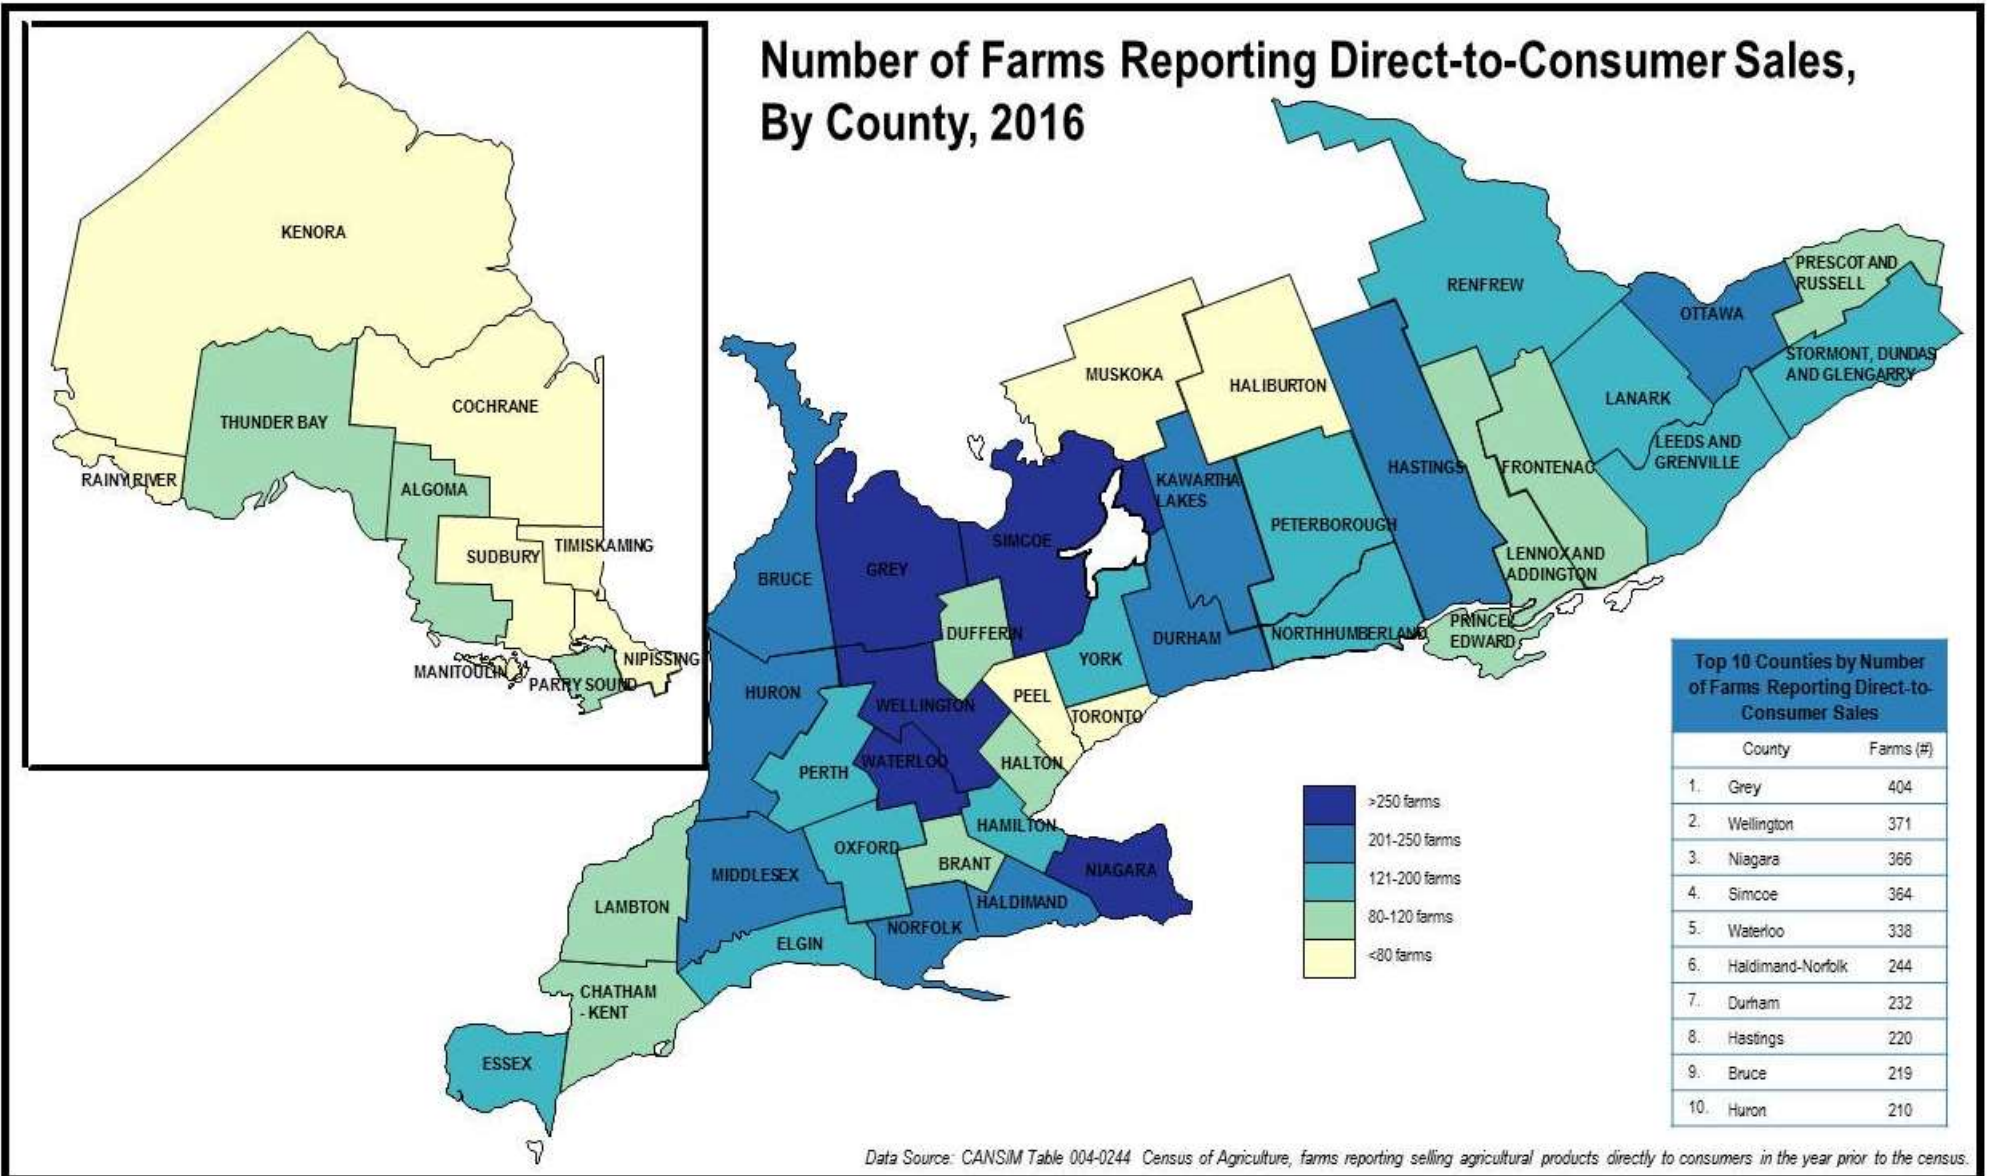 Number of Farms Reporting Direct-to-Consumer Sales,
By County, 2016
KENORA
THUNDER BAY
COCHRANE
RAINY RIVER
ALGOMA
SUDBURY
TIMISKAMING
MANITOULIN
PARRY SOUND
NIPISSING
RENFREW
PRESCOT AND
RUSSELL
OTTAWA
STORMONT, DUNDAS
AND GLENGARRY
LANARK
LEEDS AND
GRENVILLE
MUSKOKA
HALIBURTON
HASTINGS
FRONTENAC
KAWARTHA
LAKES
PETERBOROUGH
LENNOX AND
ADDINGTON
SIMCOE
GREY
BRUCE
DUFFERIN
DURHAM
NORTHHUMBERLAND
PRINCE
EDWARD
YORK
HURON
WELLINGTON
PEEL
TORONTO
PERTH
WATERLOO
HALTON
HAMILTON
OXFORD
BRANT
NIAGARA
MIDDLESEX
HALDIMAND
LAMBTON
NORFOLK
ELGIN
CHATHAM
- KENT
ESSEX
>250 farms
201-250 farms
121-200 farms
80-120 farms
<80 farms
Top 10 Counties by Number
of Farms Reporting Direct-to-
Consumer Sales
County Farms (#)
1. Grey 404
2. Wellington 371
3. Niagara 366
4. Simcoe 364
5. Waterloo 338
6. Haldimand-Norfolk 244
7. Durham 232
8. Hastings 220
9. Bruce 219
10. Huron 210
Data Source: CANSIM Table 004-0244 Census of Agriculture, farms reporting selling agricultural products directly to consumers in the year prior to the census.